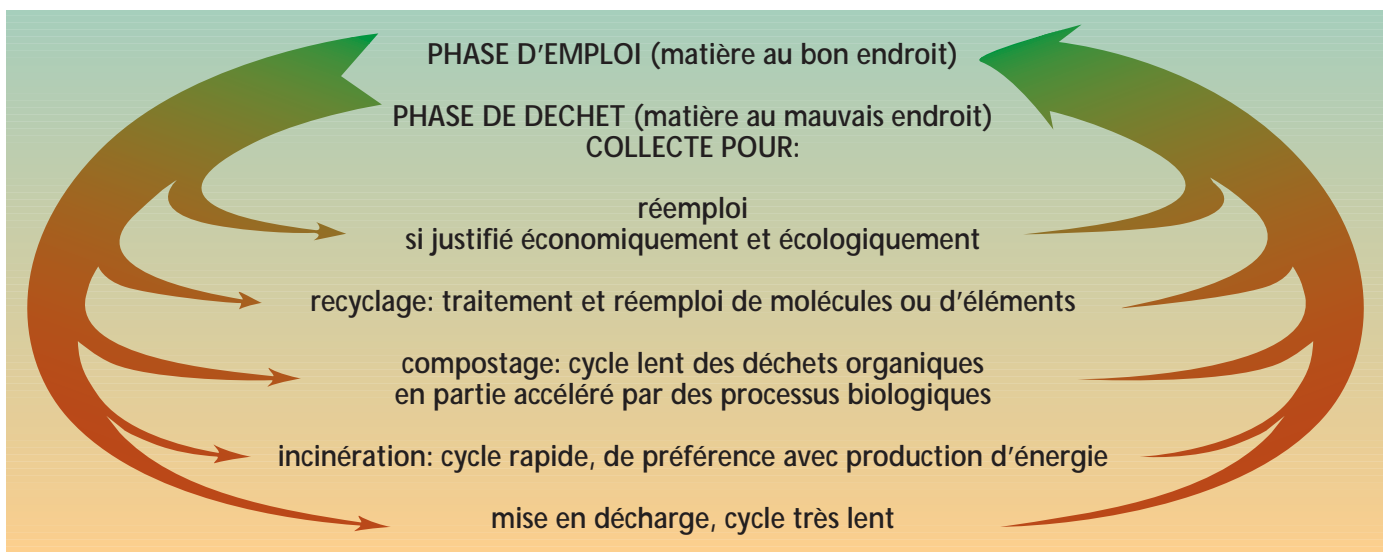 PHASE D’EMPLOI (matière au bon endroit)
PHASE DE DECHET (matière au mauvais endroit)
COLLECTE POUR:
réemploi
si justifié économiquement et écologiquement
recyclage: traitement et réemploi de molécules ou d’éléments
compostage: cycle lent des déchets organiques
en partie accéléré par des processus biologiques
incinération: cycle rapide, de préférence avec production d’énergie
mise en décharge, cycle très lent